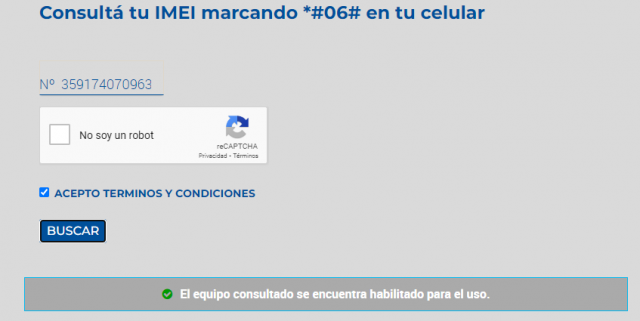 Consultá tu IMEI marcando *#06# en tu celular
Nº 359174070963
No soy un robot
reCAPTCHA
Privacidad - Términos
ACEPTO TERMINOS Y CONDICIONES
BUSCAR
El equipo consultado se encuentra habilitado para el uso.